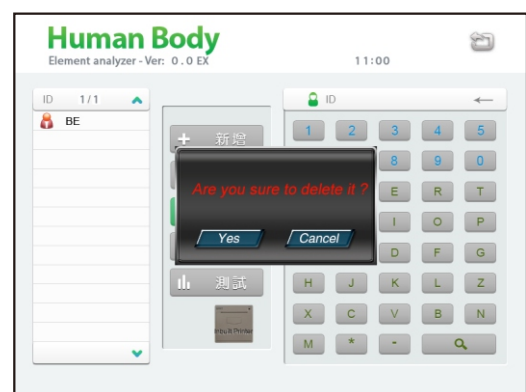 Human Body
Element analyzer - Ver: 0 . 0 EX
11:00
ID 1/1
BE
新增
測試
Are you sure to delete it ?
Yes
Cancel
ID
1 2 3 4 5
8 9 0
E R T
I O P
D F G
H J K L Z
X C V B N
M * -